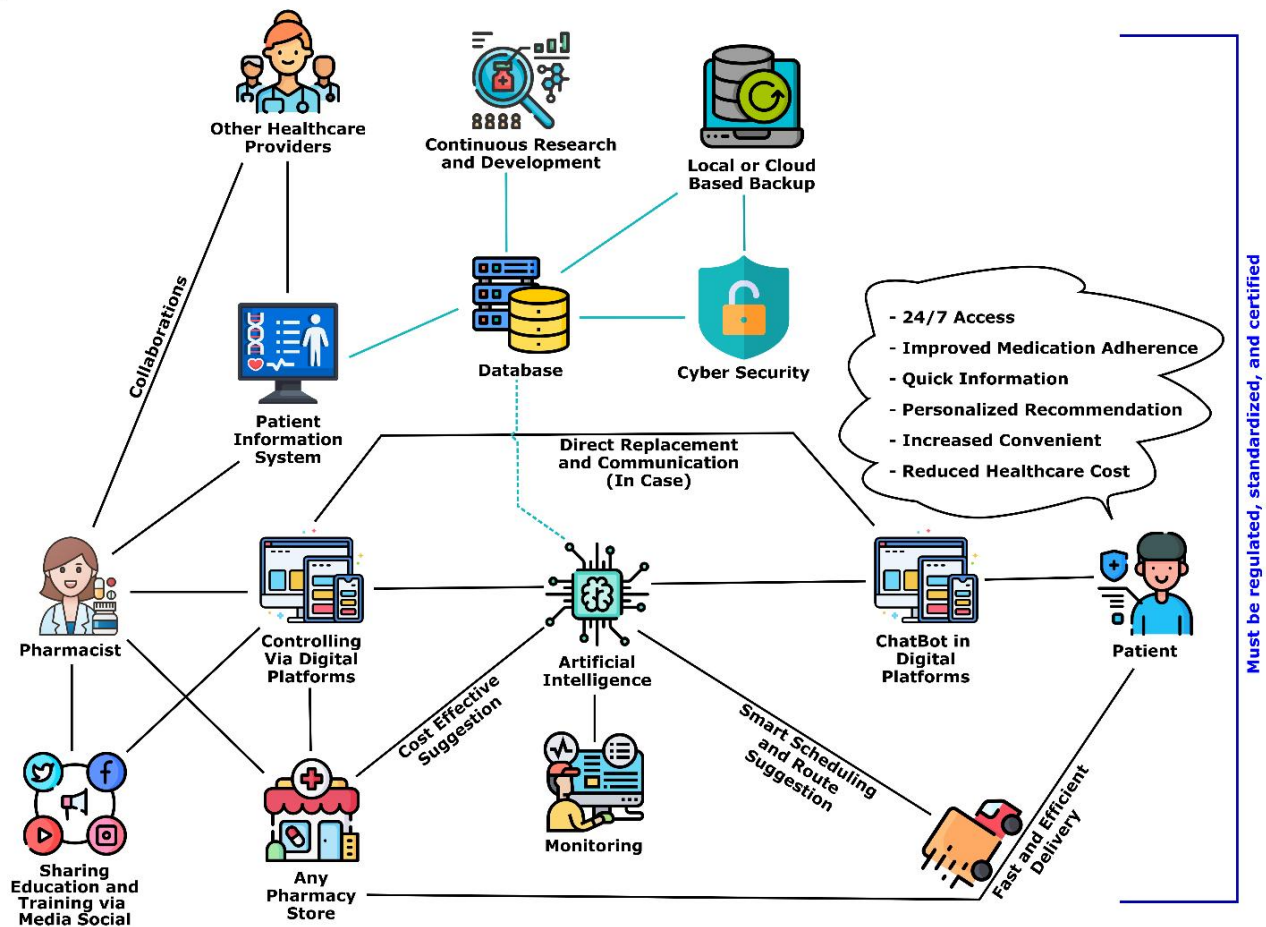 Other Healthcare
Providers
Continuous Research
and Development
Local or Cloud
Based Backup
Collaborations
Patient
Information
System
Database
Cyber Security
- 24/7 Access
- Improved Medication Adherence
- Quick Information
- Personalized Recommendation
- Increased Convenient
- Reduced Healthcare Cost
Must be regulated, standardized, and certified
Direct Replacement
and Communication
(In Case)
Pharmacist
Controlling
Via Digital
Platforms
Artificial
Intelligence
ChatBot in
Digital
Platforms
Patient
Cost Effective
Suggestion
Smart Scheduling
and Route
Suggestion
Fast and Efficient
Delivery
Sharing
Education and
Training via
Media Social
Any
Pharmacy
Store
Monitoring